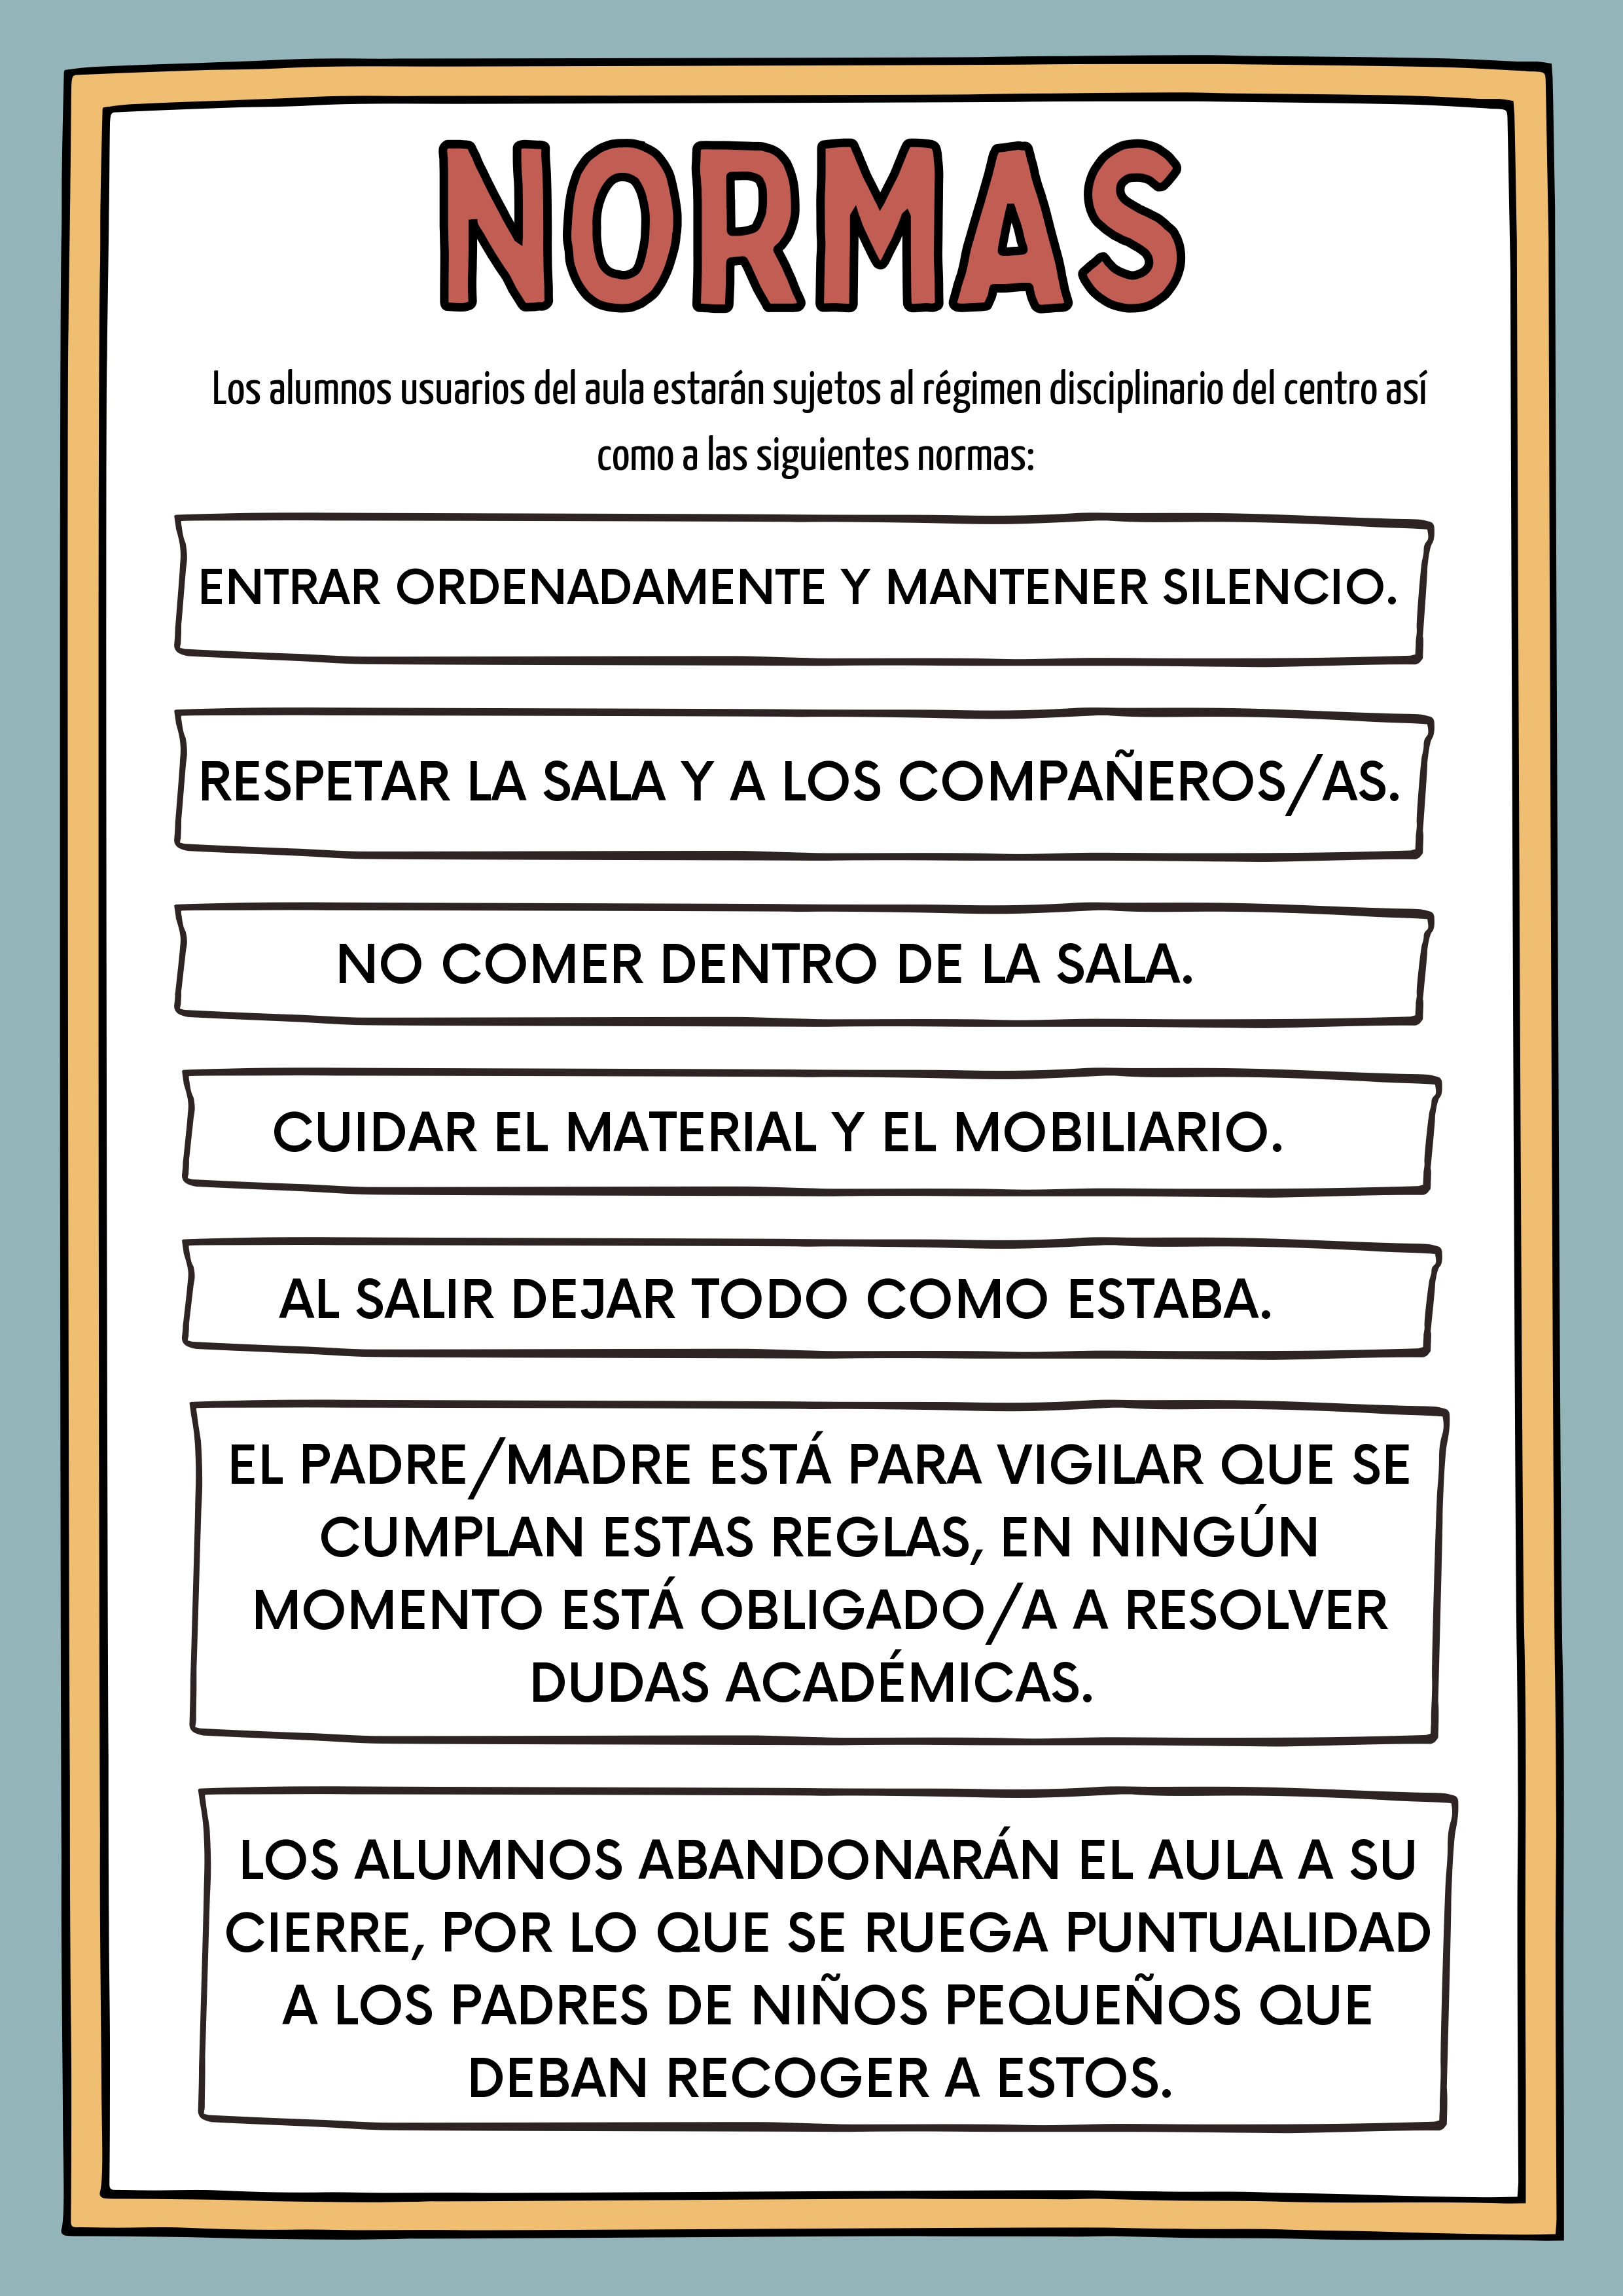 NORMAS
Los alumnos usuarios del aula estarán sujetos al régimen disciplinario del centro así
como a las siguientes normas:
ENTRAR ORDENADAMENTE Y MANTENER SILENCIO.
RESPETAR LA SALA Y A LOS COMPAÑEROS/AS.
NO COMER DENTRO DE LA SALA.
CUIDAR EL MATERIAL Y EL MOBILIARIO.
AL SALIR DEJAR TODO COMO ESTABA.
EL PADRE/MADRE ESTÁ PARA VIGILAR QUE SE
CUMPLAN ESTAS REGLAS, EN NINGÚN
MOMENTO ESTÁ OBLIGADO/A A RESOLVER
DUDAS ACADÉMICAS.
LOS ALUMNOS ABANDONARÁN EL AULA A SU
CIERRE, POR LO QUE SE RUEGA PUNTUALIDAD
A LOS PADRES DE NIÑOS PEQUEÑOS QUE
DEBAN RECOGER A ESTOS.